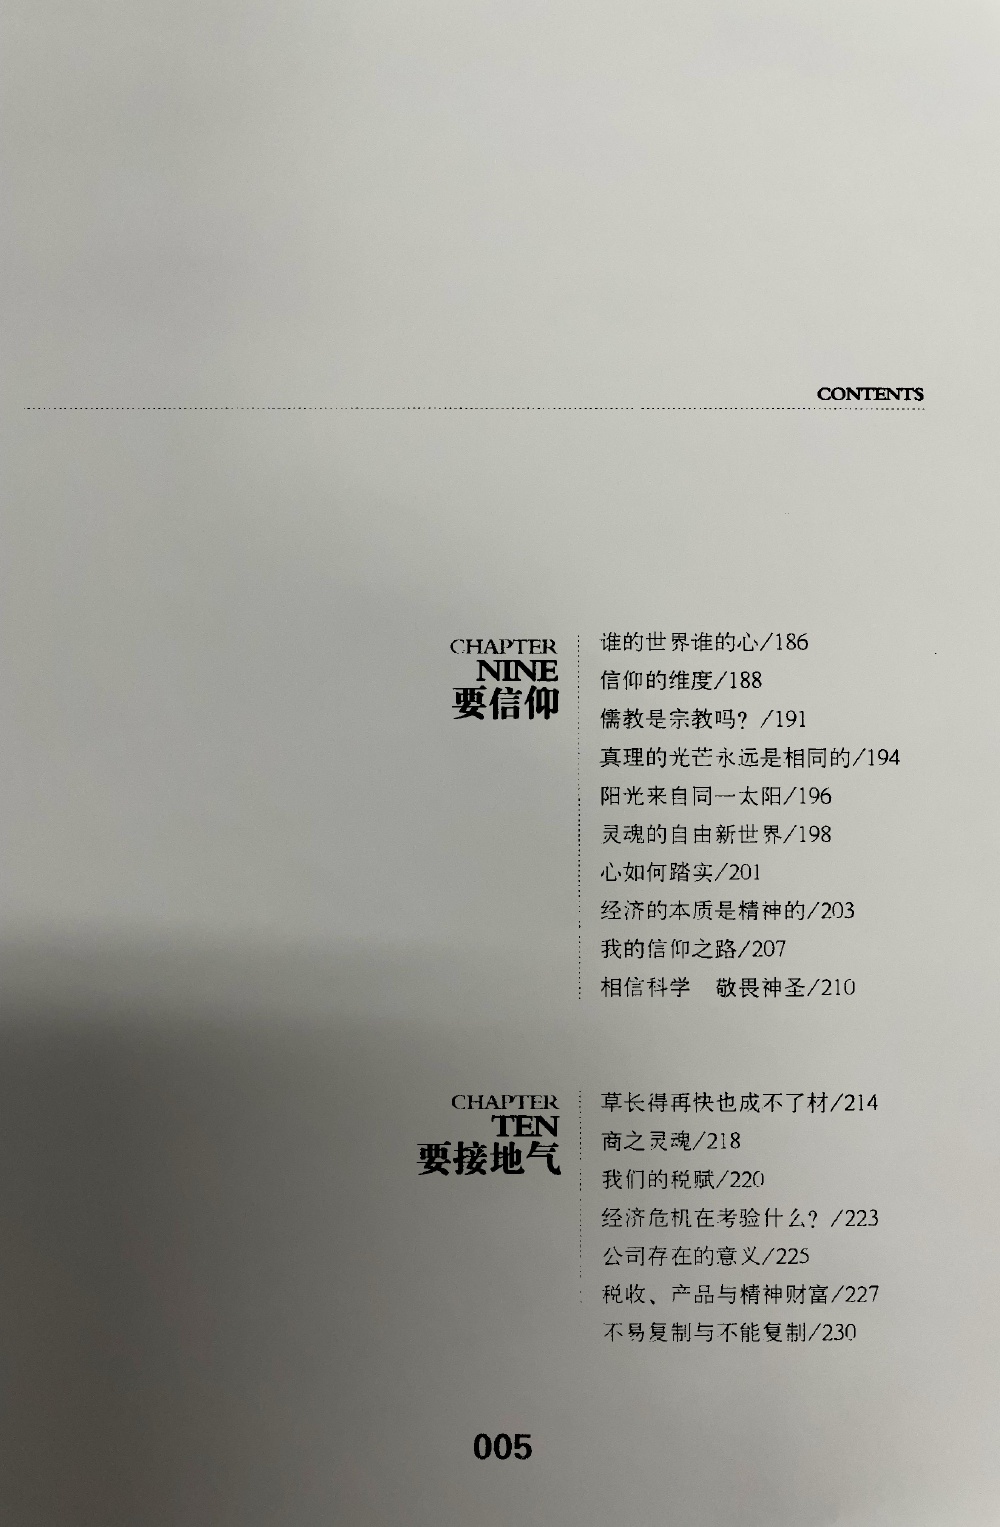 CONTENTS
CHAPTER
NINE
要信仰
谁的世界谁的心/186
信仰的维度/188
儒教是宗教吗？/191
真理的光芒永远是相同的/194
阳光来自同一太阳/196
灵魂的自由新世界/198
心如何踏实/201
经济的本质是精神的/203
我的信仰之路/207
相信科学　敬畏神圣/210
CHAPTER
TEN
要接地气
草长得再快也成不了材/214
商之灵魂/218
我们的税赋/220
经济危机在考验什么？/223
公司存在的意义/225
税收、产品与精神财富/227
不易复制与不能复制/230
005